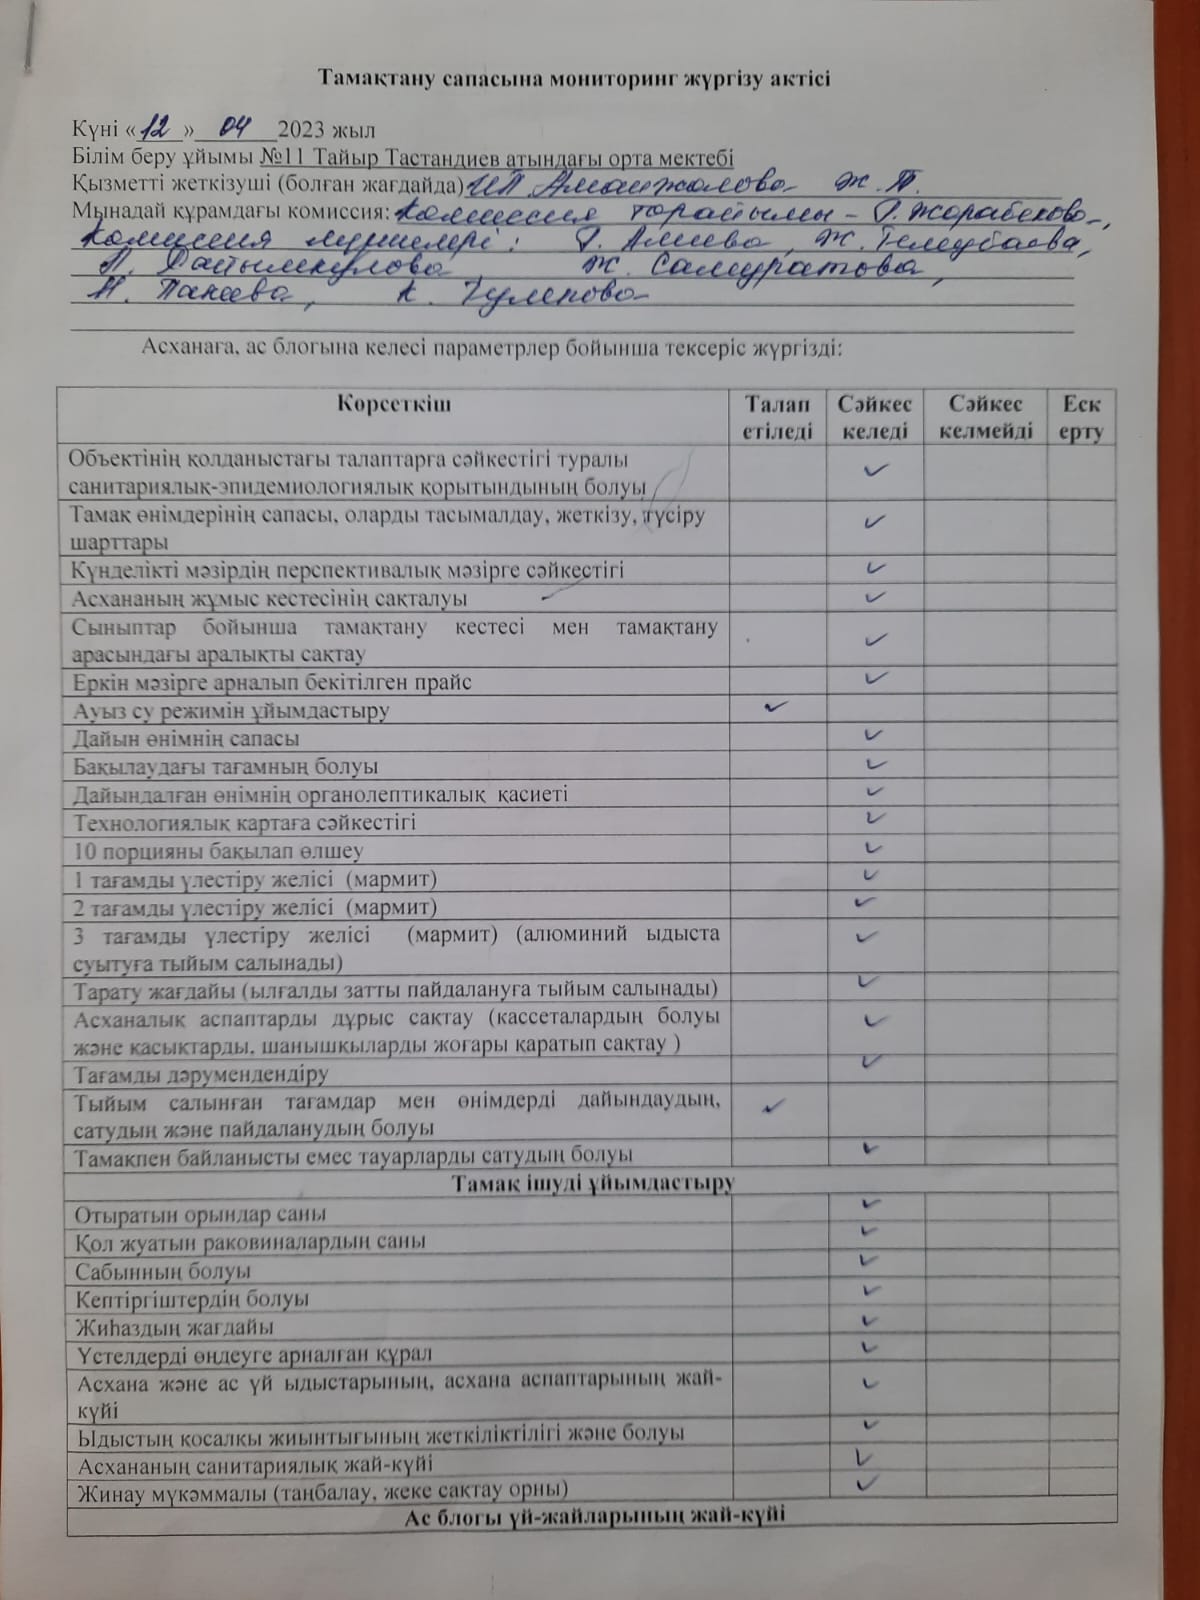 Тамақтану сапасына мониторинг жүргізу актісі
Күні «12» 04 2023 жыл
Білім беру ұйымы №11 Тайыр Тастандиев атындағы орта мектебі
Қызметті жеткізуші (болған жағдайда) ИП Аманжолова Ж.Т.
Мынадай құрамдағы комиссия: Комиссия төрайымы – Г. Жорабекова,
Комиссия мүшелері: Г. Алиева, Ж.
Ж. Самуратова,
Н. К.
Асханаға, ас блогына келесі параметрлер бойынша тексеріс жүргізді:
Көрсеткіш Талап етіледі Сәйкес келеді Сәйкес келмейді Ескерту
Объектінің қолданыстағы талаптарға сәйкестігі туралы
санитариялық-эпидемиологиялық қорытындының болуы ✓
Тамақ өнімдерінің сапасы, оларды тасымалдау, жеткізу, түсіру
шарттары ✓
Күнделікті мәзірдің перспективалық мәзірге сәйкестігі ✓
Асхананың жұмыс кестесінің сақталуы ✓
Сыныптар бойынша тамақтану кестесі мен тамақтану
арасындағы аралықты сақтау ✓
Еркін мәзірге арналып бекітілген прайс ✓
Ауыз су режимін ұйымдастыру ✓
Дайын өнімнің сапасы ✓
Бақылаудағы тағамның болуы ✓
Дайындалған өнімнің органолептикалық қасиеті ✓
Технологиялық картаға сәйкестігі ✓
10 порцияны бақылап өлшеу ✓
1 тағамды үлестіру желісі (мармит) ✓
2 тағамды үлестіру желісі (мармит) ✓
3 тағамды үлестіру желісі (мармит) (алюминий ыдыста
суытуға тыйым салынады) ✓
Тарату жағдайы (ылғалды затты пайдалануға тыйым салынады) ✓
Асханалық аспаптарды дұрыс сақтау (кассеталардың болуы
және қасықтарды, шанышқыларды жоғары қаратып сақтау ) ✓
Тағамды дәрумендендіру ✓
Тыйым салынған тағамдар мен өнімдерді дайындаудың,
сатудың және пайдаланудың болуы ✓
Тамақпен байланысты емес тауарларды сатудың болуы ✓
Тамақ ішуді ұйымдастыру
Отыратын орындар саны ✓
Қол жуатын раковиналардың саны ✓
Сабынның болуы ✓
Кептіргіштердің болуы ✓
Жиһаздың жағдайы ✓
Үстелдерді өңдеуге арналған құрал ✓
Асхана және ас үй ыдыстарының, асхана аспаптарының жай-
күйі ✓
Ыдыстың қосалқы жиынтығының жеткіліктілігі және болуы ✓
Асхананың санитариялық жай-күйі ✓
Жинау мүкәммалы (таңбалау, жеке сақтау орны) ✓
Ас блогы үй-жайларының жай-күйі